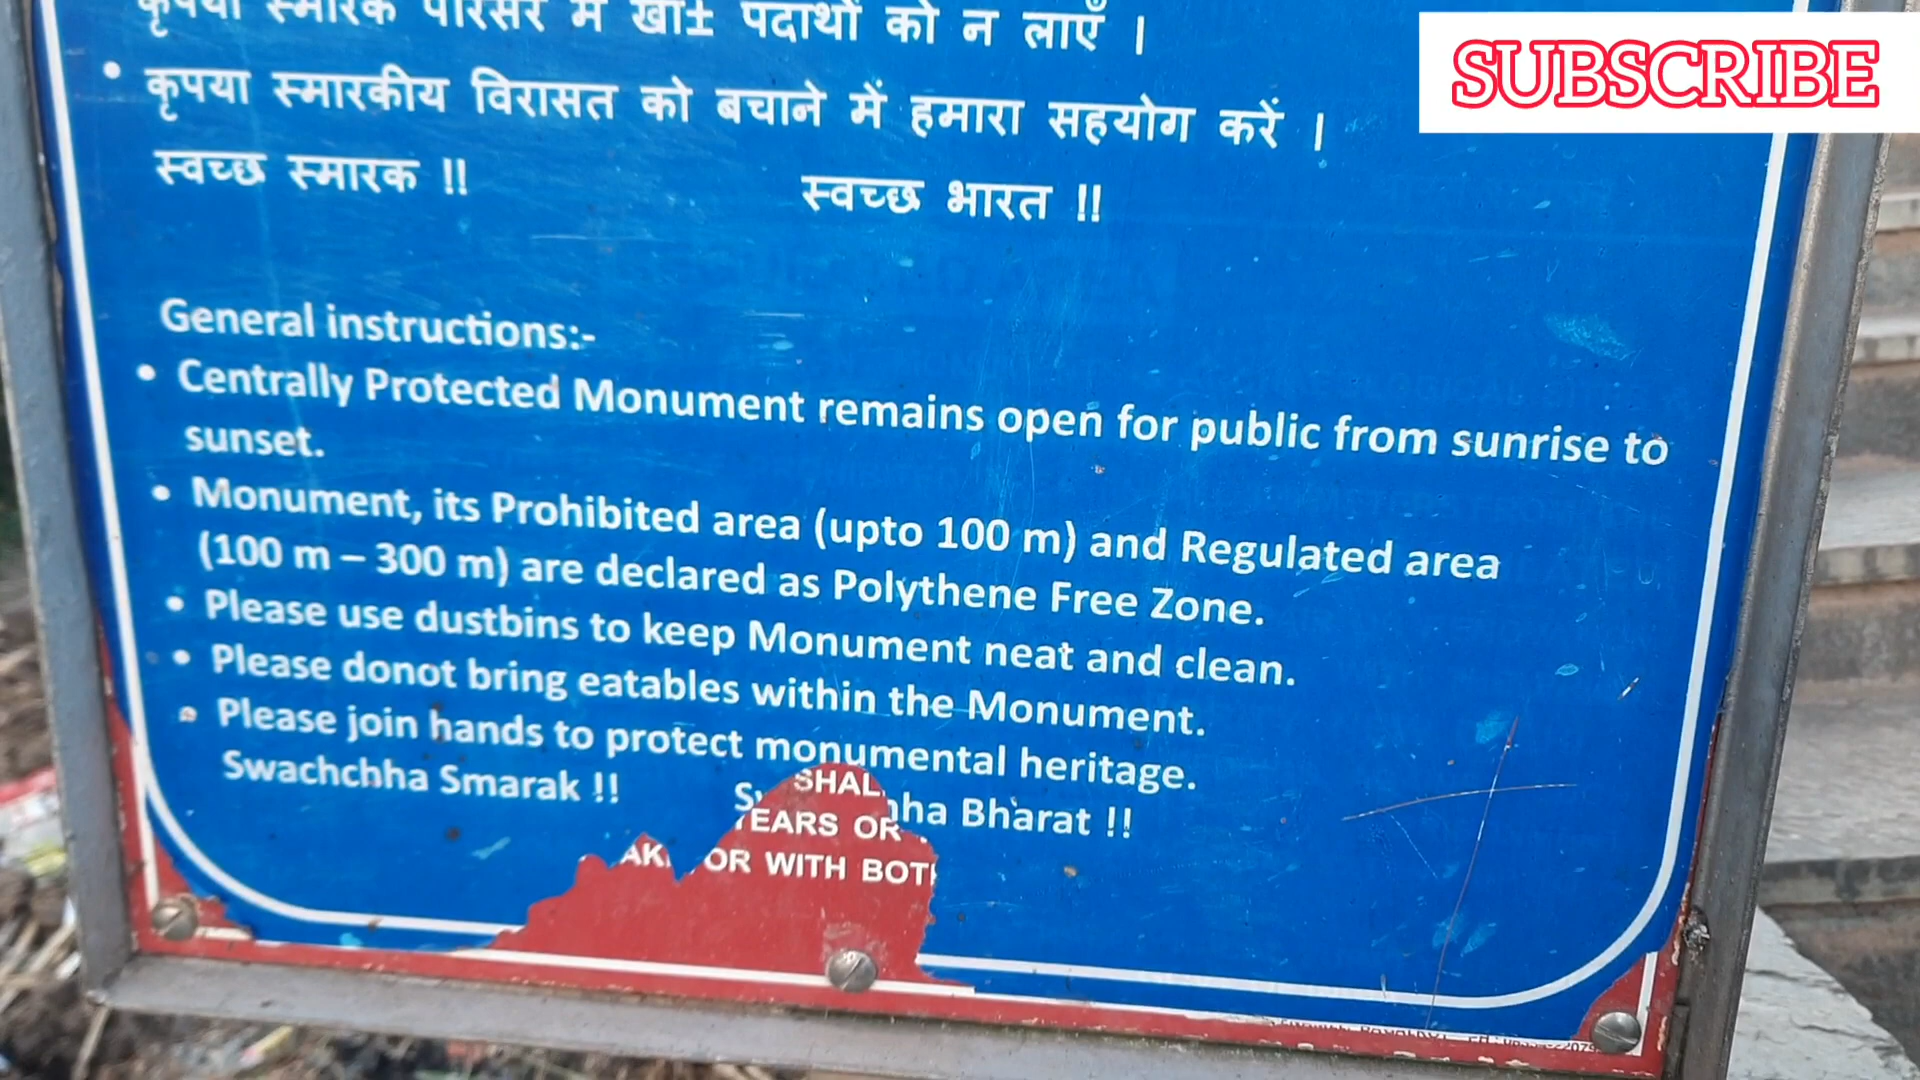 कृपया स्मारक परिसर में खा± पदार्थो को न लाएँ ।
SUBSCRIBE
• कृपया स्मारकीय विरासत को बचाने में हमारा सहयोग करें ।
स्वच्छ स्मारक !! स्वच्छ भारत !!
General instructions:-
• Centrally Protected Monument remains open for public from sunrise to
sunset.
• Monument, its Prohibited area (upto 100 m) and Regulated area
(100 m – 300 m) are declared as Polythene Free Zone.
• Please use dustbins to keep Monument neat and clean.
• Please donot bring eatables within the Monument.
• Please join hands to protect monumental heritage.
Swachchha Smarak !! Bharat !!
SHAL
EARS OR
OR WITH BOT